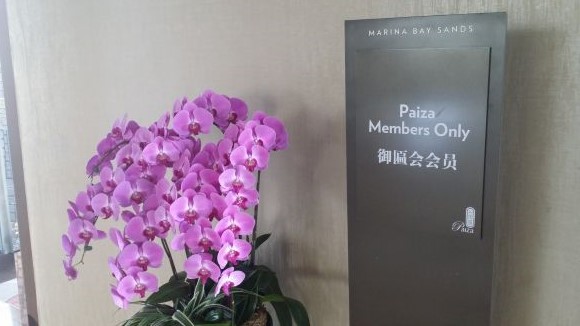 MARINA BAY SANDS
Paiza
Members Only
御匾会会员
Paiza